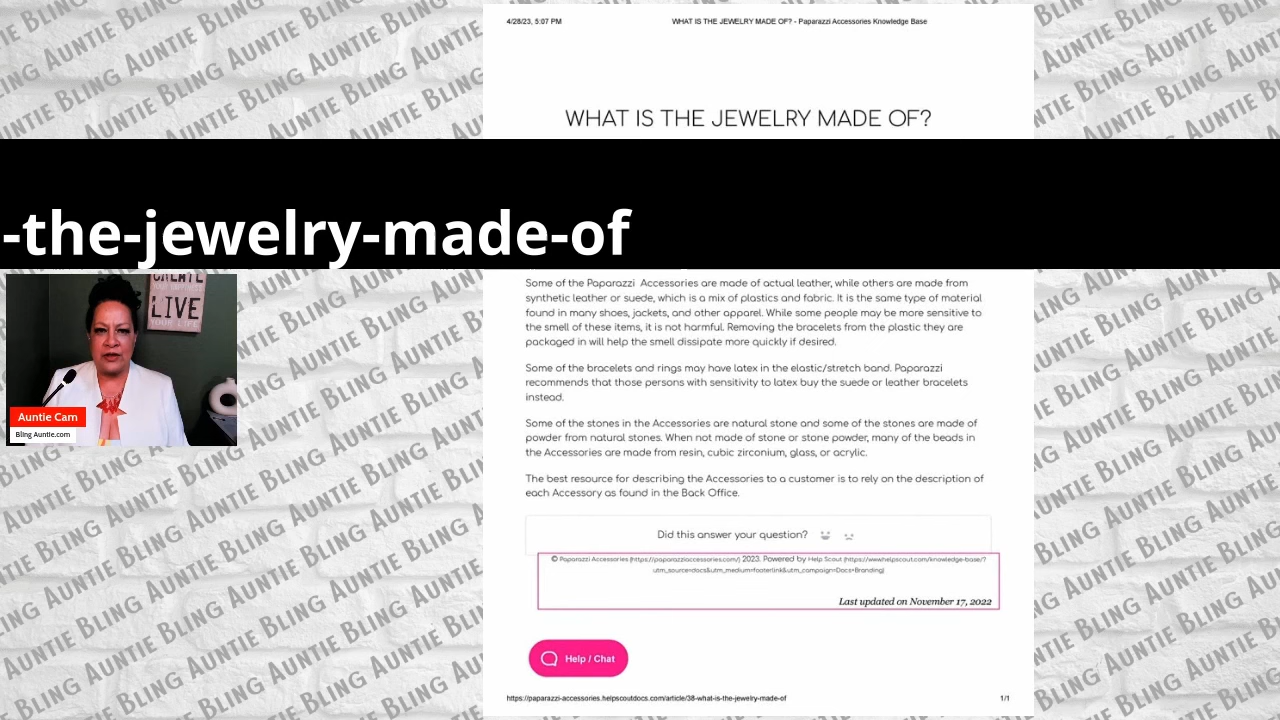 4/28/23, 5:07 PM
WHAT IS THE JEWELRY MADE OF? - Paparazzi Accessories Knowledge Base
WHAT IS THE JEWELRY MADE OF?
-the-jewelry-made-of
Some of the Paparazzi Accessories are made of actual leather, while others are made from
synthetic leather or suede, which is a mix of plastics and fabric. It is the same type of material
found in many shoes, jackets, and other apparel. While some people may be more sensitive to
the smell of these items, it is not harmful. Removing the bracelets from the plastic they are
packaged in will help the smell dissipate more quickly if desired.
Some of the bracelets and rings may have latex in the elastic/stretch band. Paparazzi
recommends that those persons with sensitivity to latex buy the suede or leather bracelets
instead.
Some of the stones in the Accessories are natural stone and some of the stones are made of
powder from natural stones. When not made of stone or stone powder, many of the beads in
the Accessories are made from resin, cubic zirconium, glass, or acrylic.
The best resource for describing the Accessories to a customer is to rely on the description of
each Accessory as found in the Back Office.
Did this answer your question?
© Paparazzi Accessories (https://paparazziaccessories.com/) 2023. Powered by Help Scout (https://www.helpscout.com/knowledge-base/?
utm_source=docs&utm_medium=footerlink&utm_campaign=Docs+Branding)
Last updated on November 17, 2022
Help / Chat
https://paparazzi-accessories.helpscoutdocs.com/article/38-what-is-the-jewelry-made-of
1/1
CREATE
LIVE
YOUR LIFE
Auntie Cam
Bling Auntie.com
AUNTIE BLING AUNTIE BLING AUNTIE